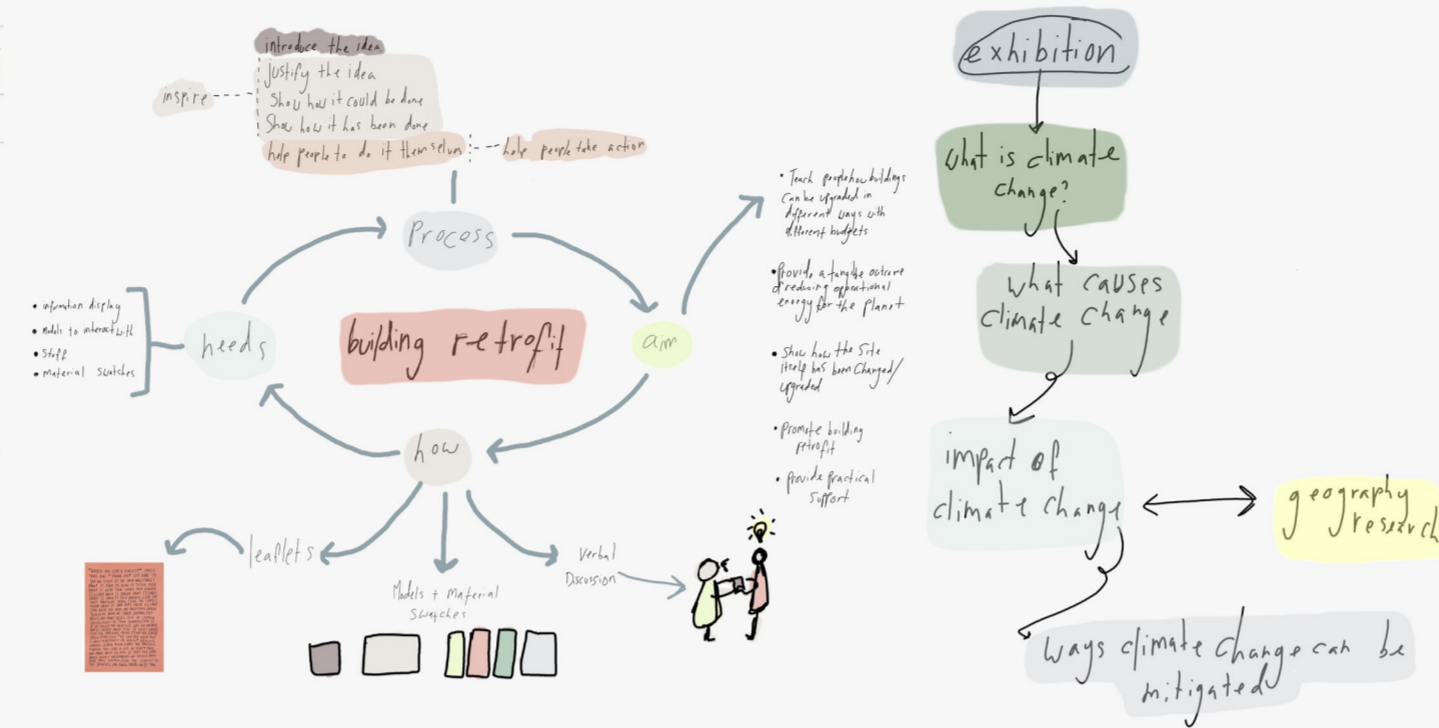 introduce the idea
justify the idea
Show how it could be done
Show how it has been done
help people to do it themselves
inspire
help people take action
Process
building retrofit
aim
how
needs
• information display
• Models to interact with
• Staff
• Material Swatches
leaflets
Models + Material
Swatches
Verbal
Discussion
• Teach people how buildings
can be upgraded in
different ways with
different budgets
• Provide a tangible outcome
of reducing operational
energy for the planet
• Show how the Site
itself has been Changed/
upgraded
• Promote building
retrofit
• Provide Practical
Support
exhibition
what is climate
change?
what causes
climate change
impact of
climate change
geography
research
ways climate change can be
mitigated